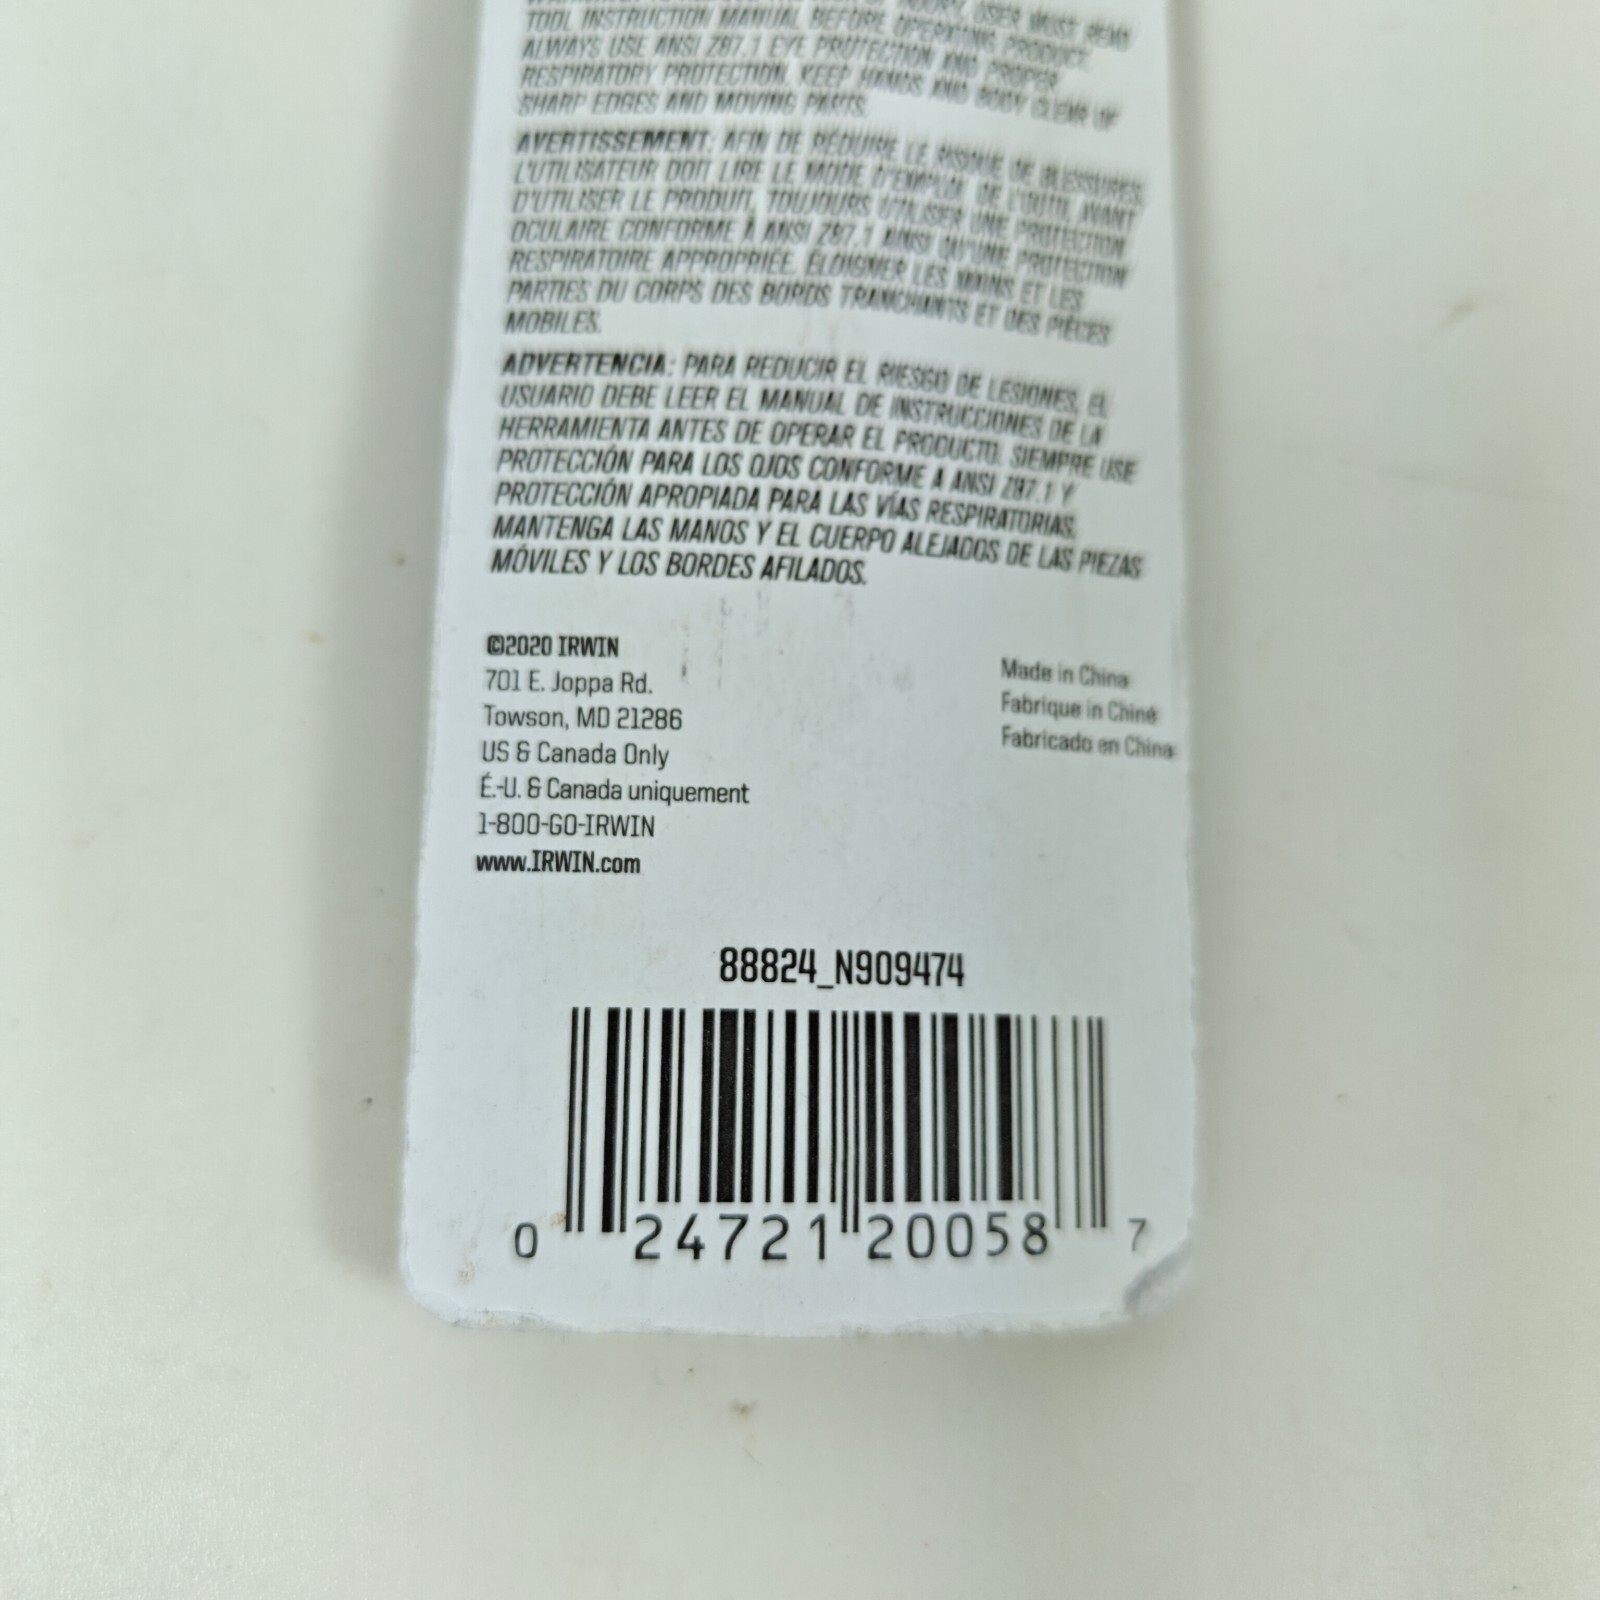 TOOL INSTRUCTION MANUAL BEFORE OPERATING PRODUCT.
ALWAYS USE ANSI Z87.1 EYE PROTECTION AND PROPER
RESPIRATORY PROTECTION. KEEP HANDS AND BODY CLEAR OF
SHARP EDGES AND MOVING PARTS.
AVERTISSEMENT: AFIN DE RÉDUIRE LE RISQUE DE BLESSURES,
L'UTILISATEUR DOIT LIRE LE MODE D'EMPLOI DE L'OUTIL AVANT
D'UTILISER LE PRODUIT. TOUJOURS UTILISER UNE PROTECTION
OCULAIRE CONFORME À ANSI Z87.1 AINSI QU'UNE PROTECTION
RESPIRATOIRE APPROPRIÉE. ÉLOIGNER LES MAINS ET LES
PARTIES DU CORPS DES BORDS TRANCHANTS ET DES PIÈCES
MOBILES.
ADVERTENCIA: PARA REDUCIR EL RIESGO DE LESIONES, EL
USUARIO DEBE LEER EL MANUAL DE INSTRUCCIONES DE LA
HERRAMIENTA ANTES DE OPERAR EL PRODUCTO. SIEMPRE USE
PROTECCIÓN PARA LOS OJOS CONFORME A ANSI Z87.1 Y
PROTECCIÓN APROPIADA PARA LAS VÍAS RESPIRATORIAS.
MANTENGA LAS MANOS Y EL CUERPO ALEJADOS DE LAS PIEZAS
MÓVILES Y LOS BORDES AFILADOS.
©2020 IRWIN
701 E. Joppa Rd.
Towson, MD 21286
US & Canada Only
É.-U. & Canada uniquement
1-800-GO-IRWIN
www.IRWIN.com
Made in China
Fabrique in Chine
Fabricado en China
88824_N909474
0 24721 20058 7